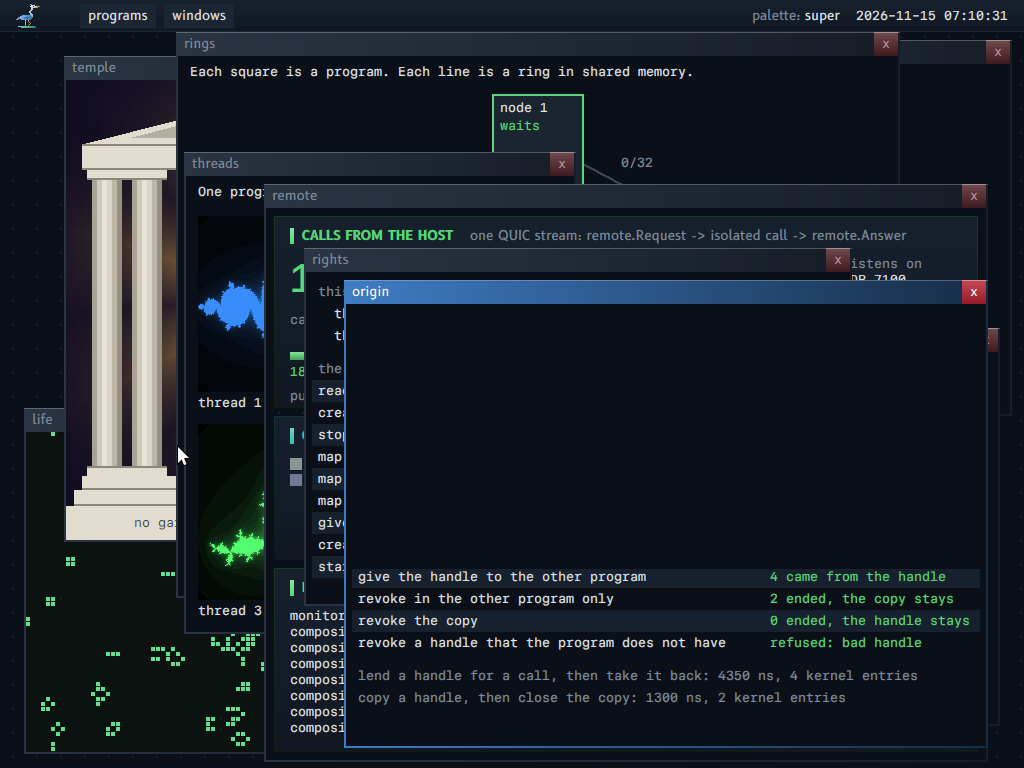 programs windows palette: super 2026-11-15 07:10:31
rings x
x
temple
Each square is a program. Each line is a ring in shared memory.
node 1
waits
0/32
threads x
One
remote x
CALLS FROM THE HOST one QUIC stream: remote.Request -> isolated call -> remote.Answer
rights x
origin x
thread 1
thread 3
life
give the handle to the other program 4 came from the handle
revoke in the other program only 2 ended, the copy stays
revoke the copy 0 ended, the handle stays
revoke a handle that the program does not have refused: bad handle
lend a handle for a call, then take it back: 4350 ns, 4 kernel entries
copy a handle, then close the copy: 1300 ns, 2 kernel entries
no
the
stop
map
map
map
monitor